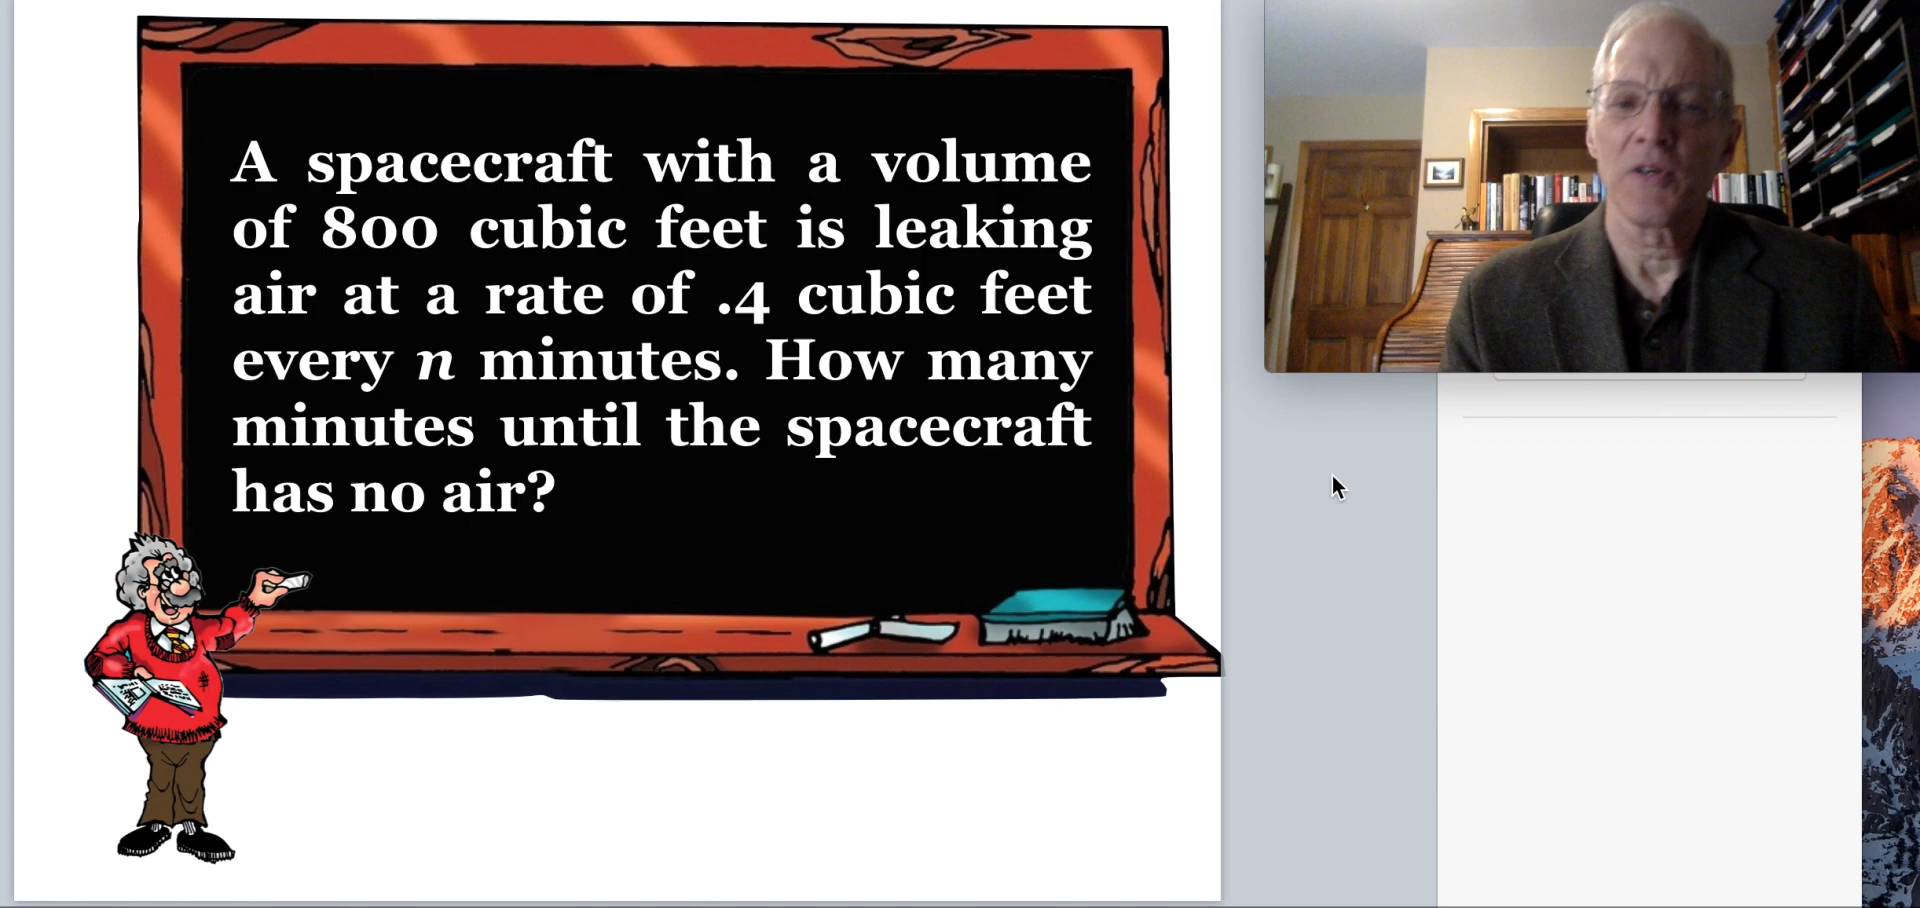 A spacecraft with a volume
of 800 cubic feet is leaking
air at a rate of .4 cubic feet
every n minutes. How many
minutes until the spacecraft
has no air?